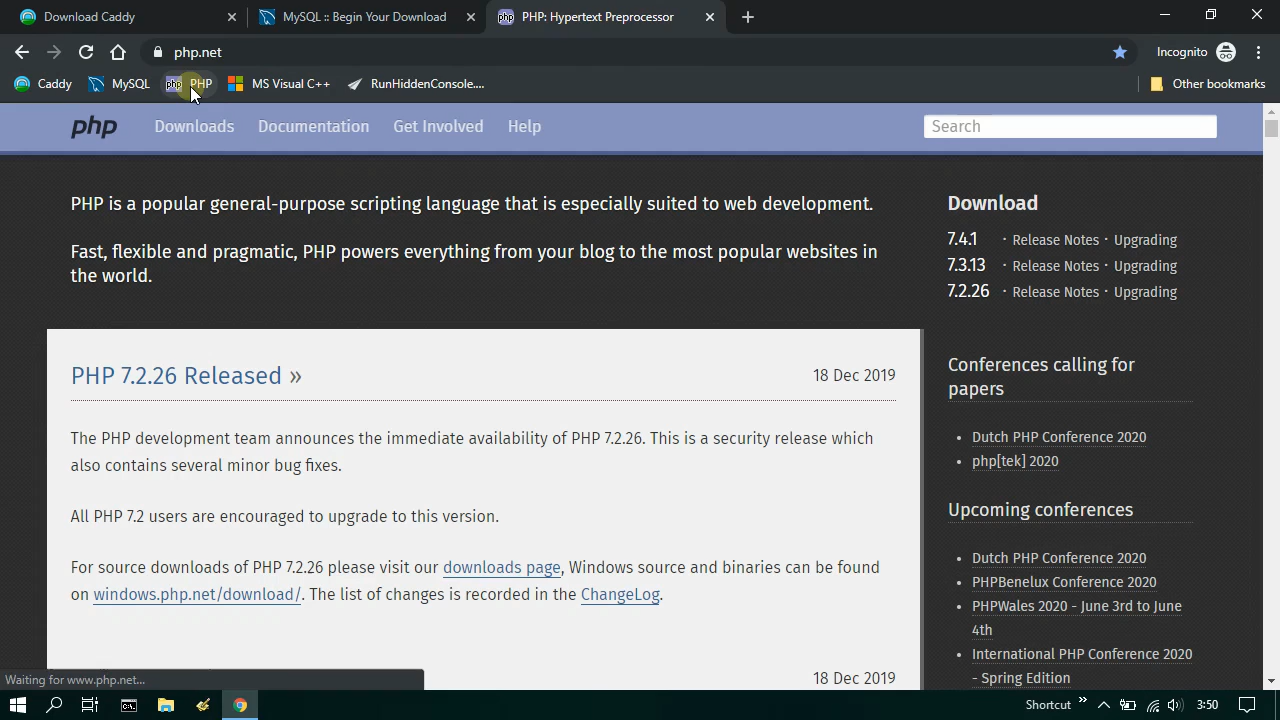 Download Caddy
MySQL :: Begin Your Download
PHP: Hypertext Preprocessor
php.net
Incognito
Caddy
MySQL
php
PHP
MS Visual C++
RunHiddenConsole....
Other bookmarks
php
Downloads
Documentation
Get Involved
Help
Search
PHP is a popular general-purpose scripting language that is especially suited to web development.
Fast, flexible and pragmatic, PHP powers everything from your blog to the most popular websites in
the world.
Download
7.4.1 · Release Notes · Upgrading
7.3.13 · Release Notes · Upgrading
7.2.26 · Release Notes · Upgrading
PHP 7.2.26 Released »
18 Dec 2019
The PHP development team announces the immediate availability of PHP 7.2.26. This is a security release which
also contains several minor bug fixes.
All PHP 7.2 users are encouraged to upgrade to this version.
For source downloads of PHP 7.2.26 please visit our downloads page, Windows source and binaries can be found
on windows.php.net/download/. The list of changes is recorded in the ChangeLog.
18 Dec 2019
Conferences calling for
papers
Dutch PHP Conference 2020
php[tek] 2020
Upcoming conferences
Dutch PHP Conference 2020
PHPBenelux Conference 2020
PHPWales 2020 - June 3rd to June
4th
International PHP Conference 2020
- Spring Edition
Waiting for www.php.net...
Shortcut
3:50